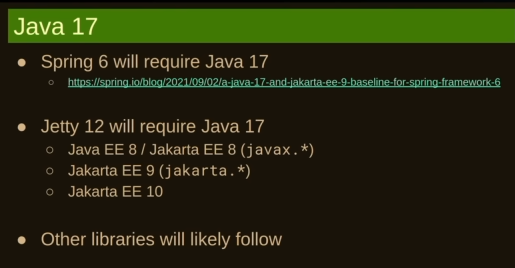 Java 17
● Spring 6 will require Java 17
○ https://spring.io/blog/2021/09/02/a-java-17-and-jakarta-ee-9-baseline-for-spring-framework-6
● Jetty 12 will require Java 17
○ Java EE 8 / Jakarta EE 8 (javax.*)
○ Jakarta EE 9 (jakarta.*)
○ Jakarta EE 10
● Other libraries will likely follow